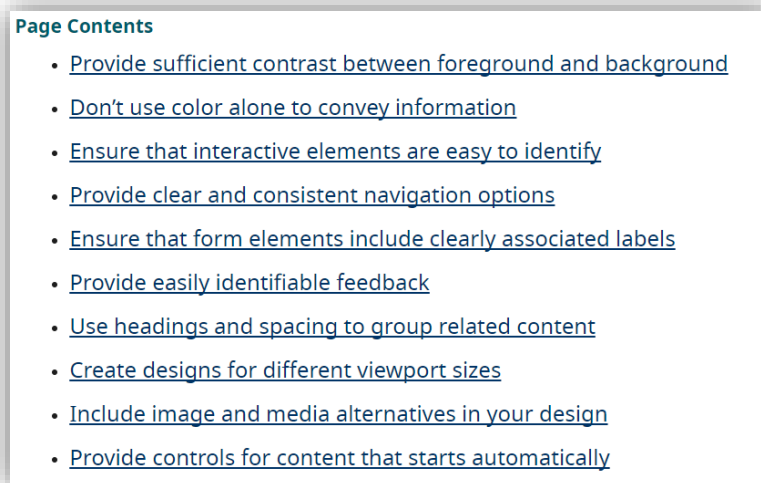 Page Contents
• Provide sufficient contrast between foreground and background
• Don’t use color alone to convey information
• Ensure that interactive elements are easy to identify
• Provide clear and consistent navigation options
• Ensure that form elements include clearly associated labels
• Provide easily identifiable feedback
• Use headings and spacing to group related content
• Create designs for different viewport sizes
• Include image and media alternatives in your design
• Provide controls for content that starts automatically